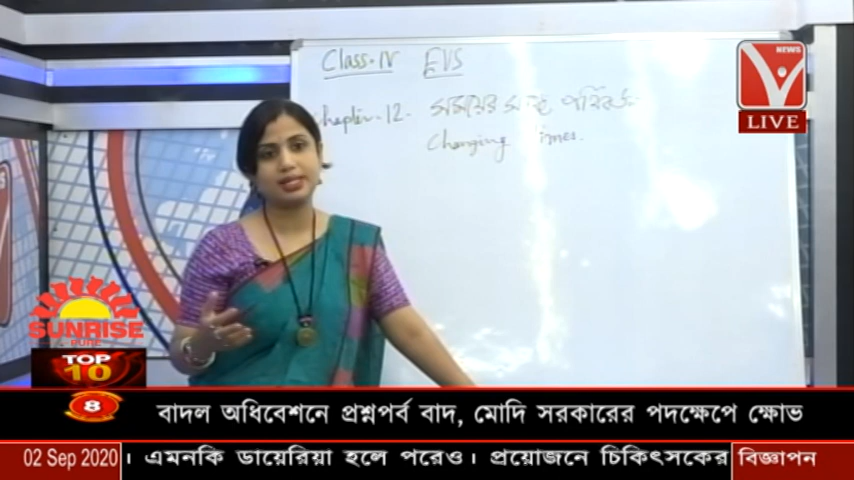 Class-IV EVS
NEWS
V
LIVE
Chapter-12- সময়ের সাথে পরিবর্তন
Changing Times.
SUNRISE
PURE
TOP
10
8
বাদল অধিবেশনে প্রশ্নপর্ব বাদ, মোদি সরকারের পদক্ষেপে ক্ষোভ
02 Sep 2020
। এমনকি ডায়েরিয়া হলে পরেও। প্রয়োজনে চিকিৎসকের
বিজ্ঞাপন